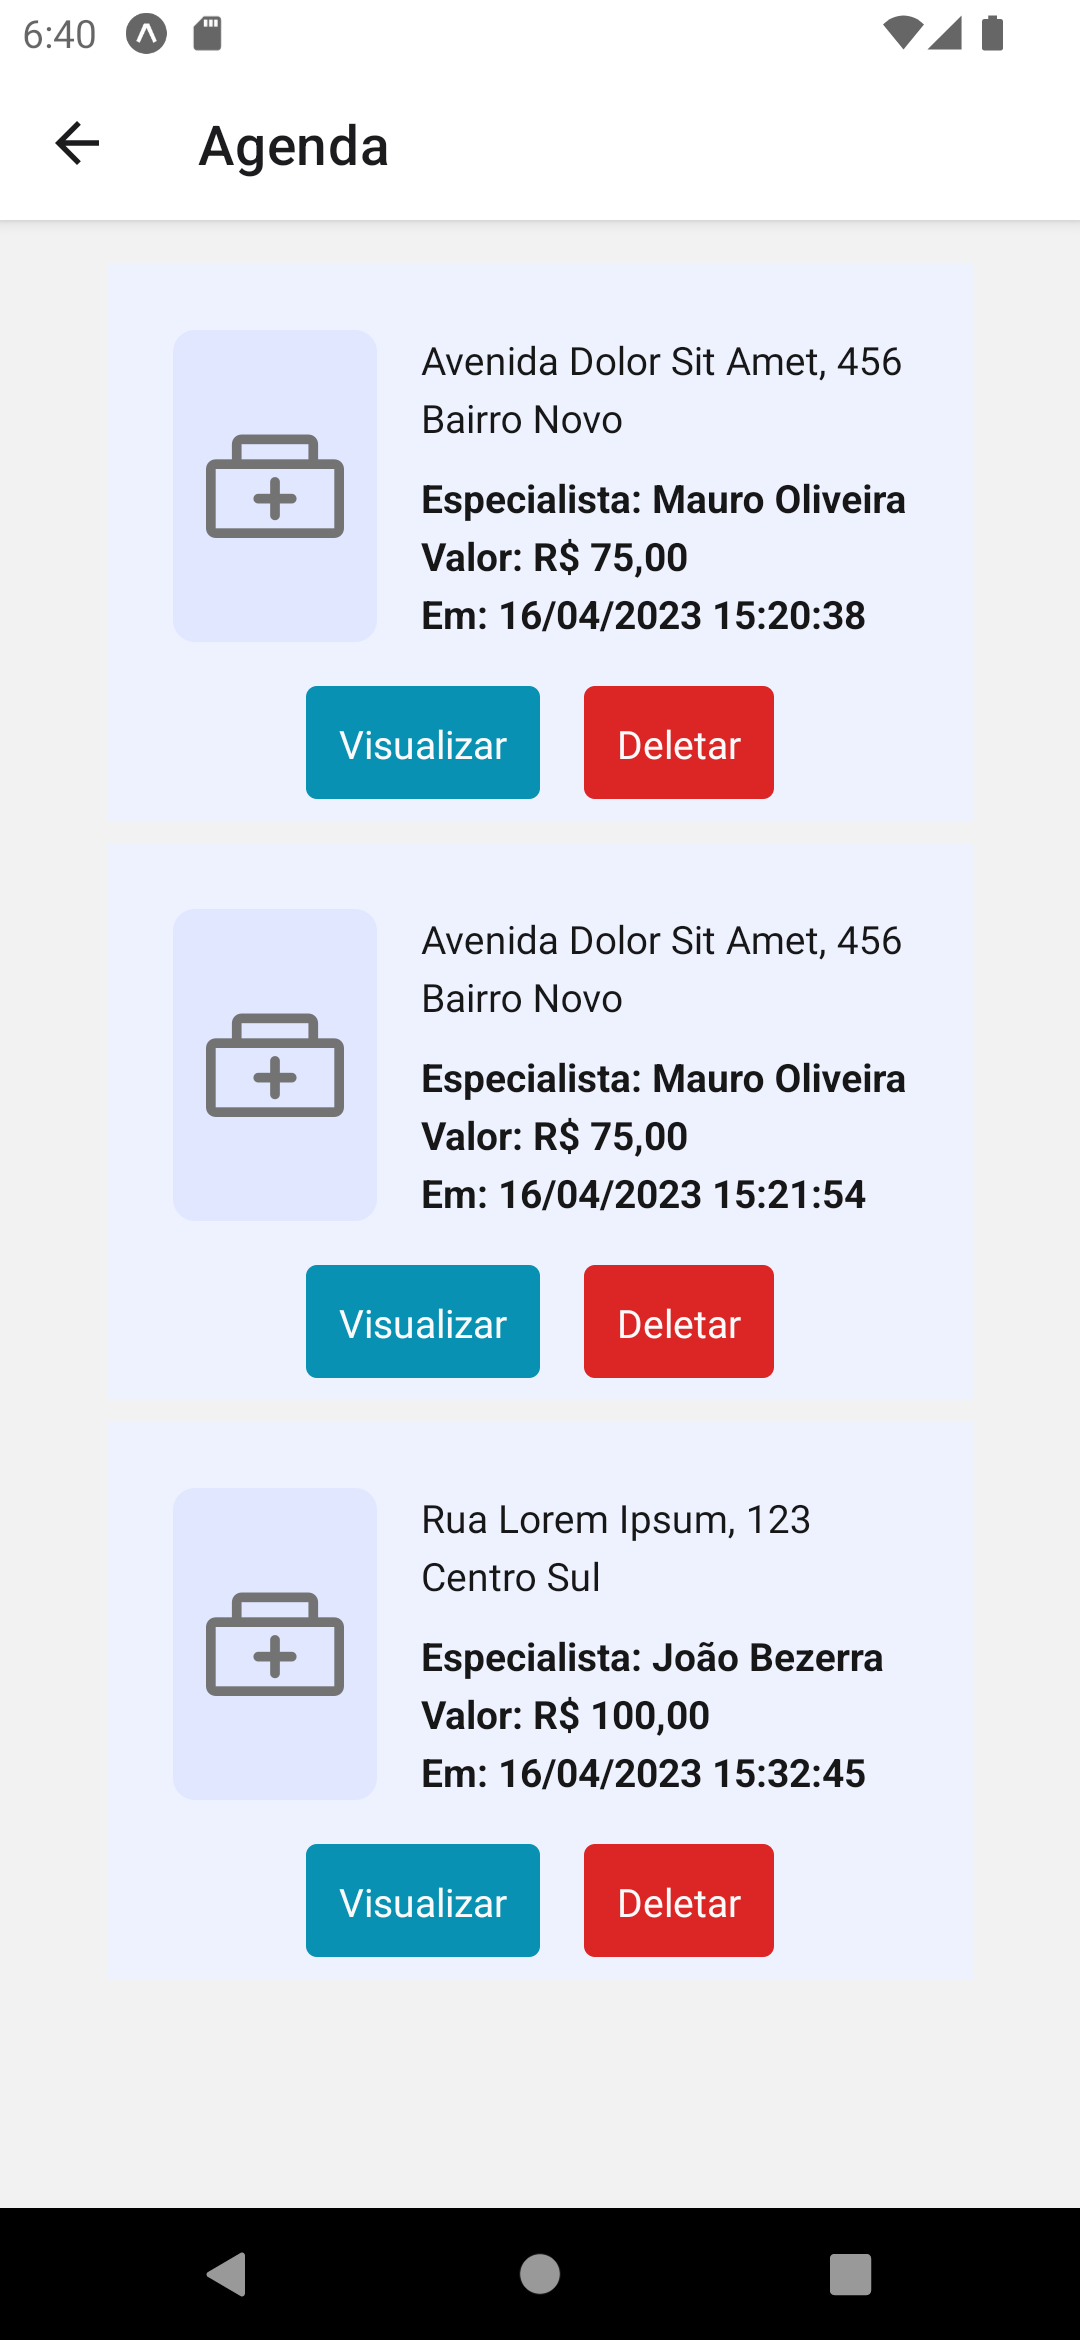 6:40
Agenda
Avenida Dolor Sit Amet, 456
Bairro Novo
Especialista: Mauro Oliveira
Valor: R$ 75,00
Em: 16/04/2023 15:20:38
Visualizar
Deletar
Avenida Dolor Sit Amet, 456
Bairro Novo
Especialista: Mauro Oliveira
Valor: R$ 75,00
Em: 16/04/2023 15:21:54
Visualizar
Deletar
Rua Lorem Ipsum, 123
Centro Sul
Especialista: João Bezerra
Valor: R$ 100,00
Em: 16/04/2023 15:32:45
Visualizar
Deletar